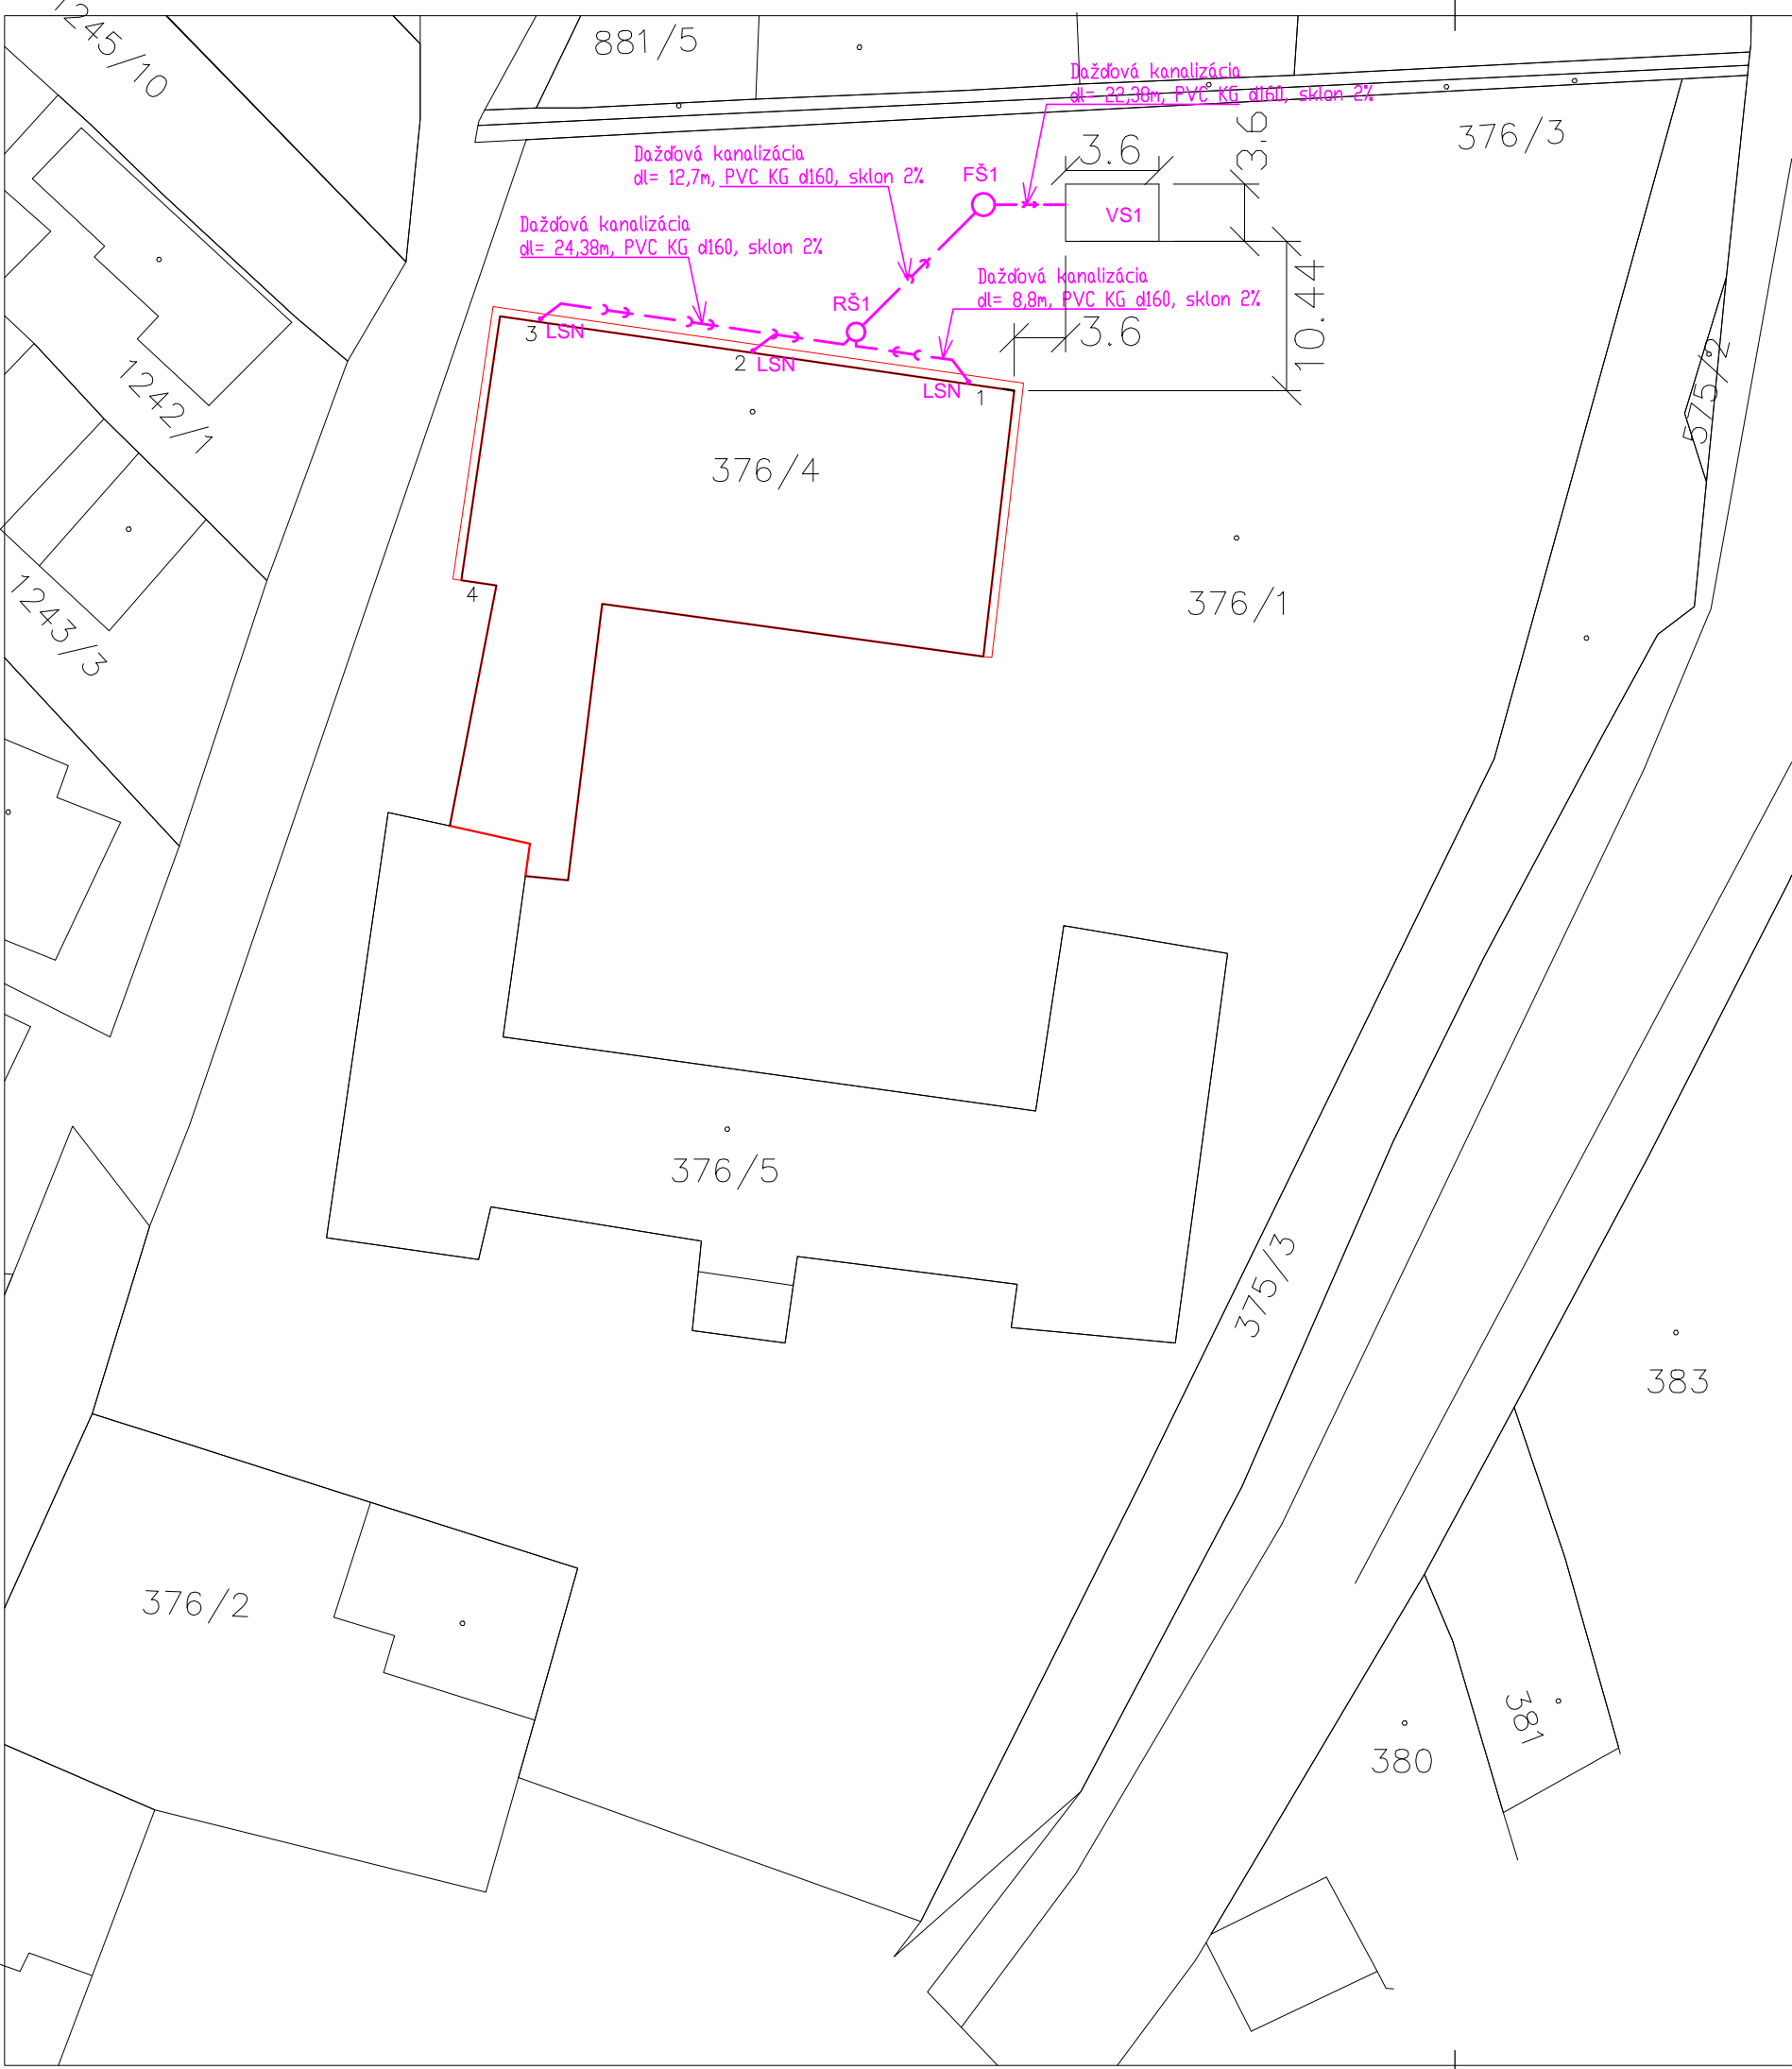 1245/10
881/5
Dažďová kanalizácia
dl= 22,38m, PVC KG d160, sklon 2%
376/3
3.6
3.6
Dažďová kanalizácia
dl= 12,7m, PVC KG d160, sklon 2%
FŠ1
VS1
Dažďová kanalizácia
dl= 24,38m, PVC KG d160, sklon 2%
Dažďová kanalizácia
dl= 8,8m, PVC KG d160, sklon 2%
10.44
RŠ1
3.6
3
LSN
2
LSN
LSN
1
575/2
1242/1
376/4
376/1
4
1243/3
376/5
375/3
383
376/2
381
380